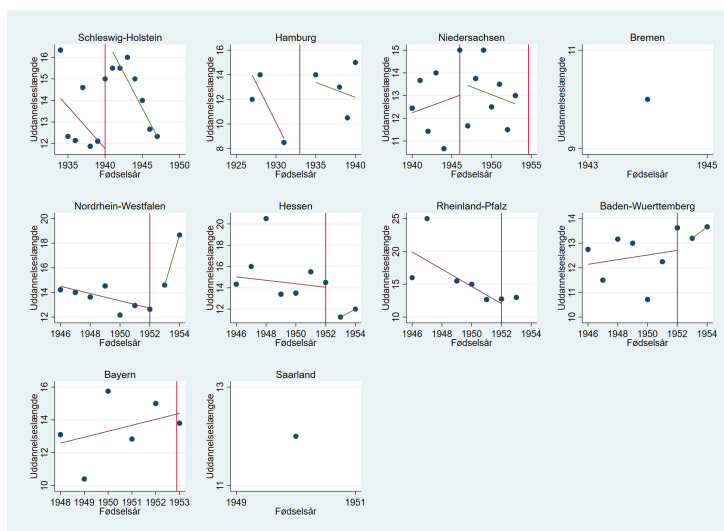 Schleswig-Holstein
Uddannelseslængde
12 13 14 15 16
1935 1940 1945 1950
Fødselsår
Hamburg
Uddannelseslængde
8 10 12 14 16
1925 1930 1935 1940
Fødselsår
Niedersachsen
Uddannelseslængde
11 12 13 14 15
1940 1945 1950 1955
Fødselsår
Bremen
Uddannelseslængde
9 11
1943 1945
Fødselsår
Nordrhein-Westfalen
Uddannelseslængde
12 14 16 18 20
1946 1948 1950 1952 1954
Fødselsår
Hessen
Uddannelseslængde
12 14 16 18 20
1946 1948 1950 1952 1954
Fødselsår
Rheinland-Pfalz
Uddannelseslængde
10 15 20 25
1946 1948 1950 1952 1954
Fødselsår
Baden-Wuerttemberg
Uddannelseslængde
10 11 12 13 14
1946 1948 1950 1952 1954
Fødselsår
Bayern
Uddannelseslængde
10 12 14 16
1948 1949 1950 1951 1952 1953
Fødselsår
Saarland
Uddannelseslængde
11 13
1949 1951
Fødselsår